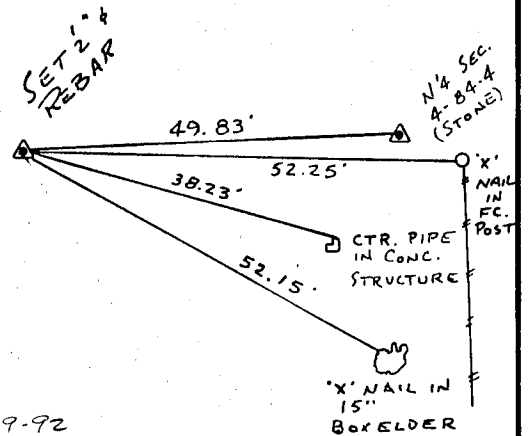 SET 1/2" ϕ
REBAR
N1/4 SEC.
4-84-4
(STONE)
49.83'
52.25'
38.23'
52.15'
'X'
NAIL
IN
FC.
POST
CTR. PIPE
IN CONC.
STRUCTURE
'X' NAIL IN
15"
BOXELDER
9-92